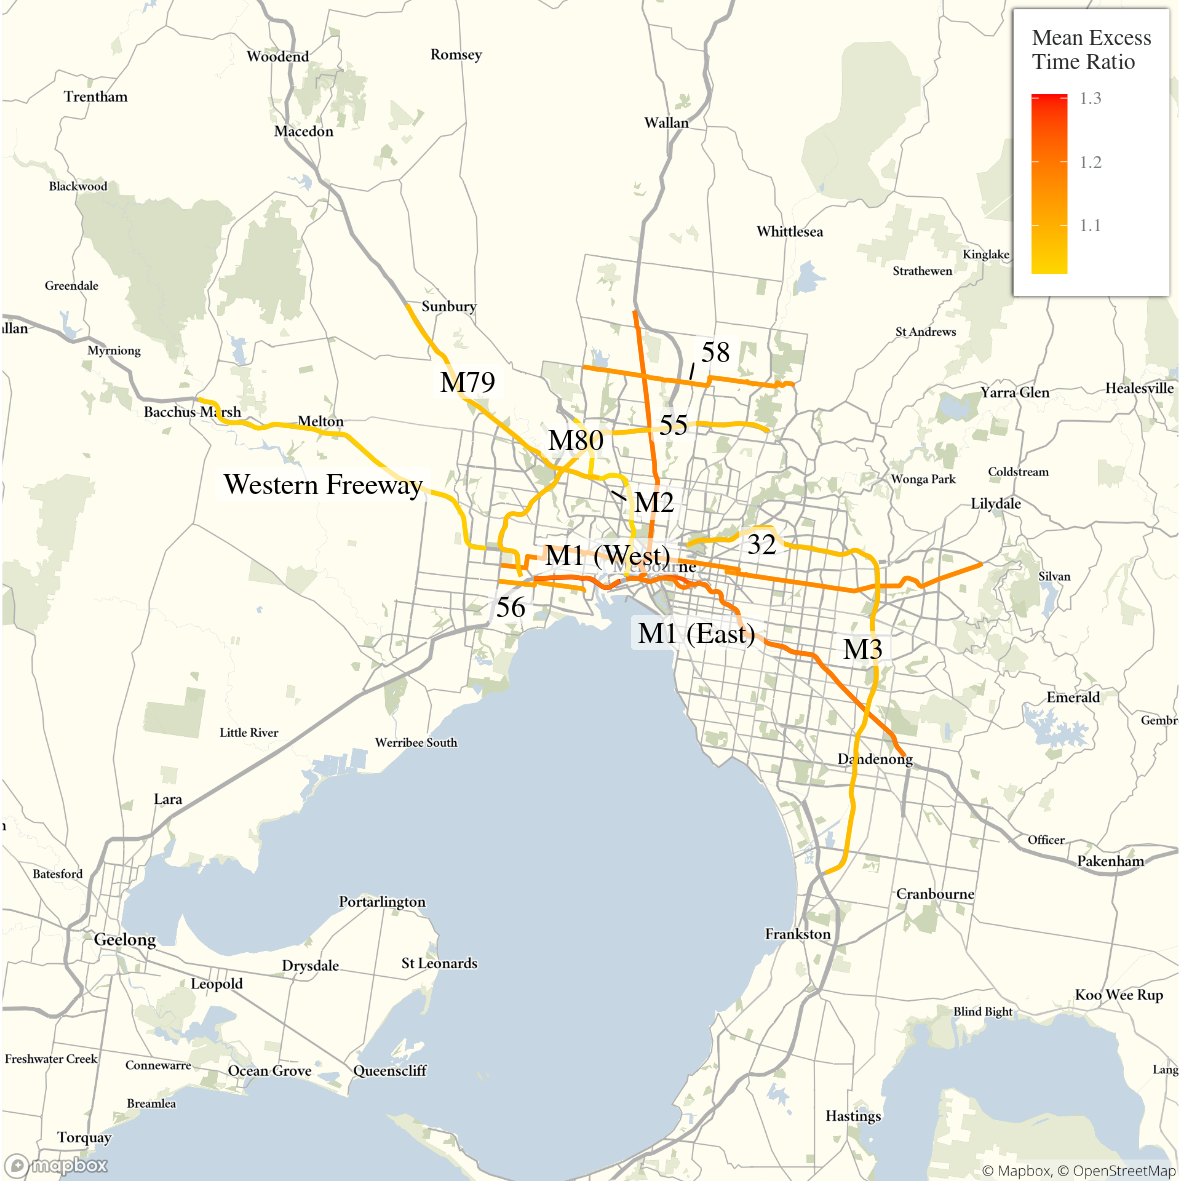 Mean Excess
Time Ratio
1.3
1.2
1.1
Woodend
Romsey
Trentham
Macedon
Wallan
Blackwood
Whittlesea
Kinglake
Strathewen
Greendale
Sunbury
St Andrews
Myrniong
58
M79
Yarra Glen
Healesville
Bacchus Marsh
Melton
55
M80
Western Freeway
Coldstream
Wonga Park
M2
Lilydale
32
M1 (West)
Melbourne
Silvan
56
M1 (East)
M3
Emerald
Little River
Werribee South
Dandenong
Lara
Officer
Pakenham
Batesford
Cranbourne
Portarlington
Frankston
Geelong
Drysdale
St Leonards
Leopold
Koo Wee Rup
Blind Bight
Freshwater Creek
Connewarre
Ocean Grove
Queenscliff
Lang
Breamlea
Hastings
Torquay
mapbox
© Mapbox, © OpenStreetMap